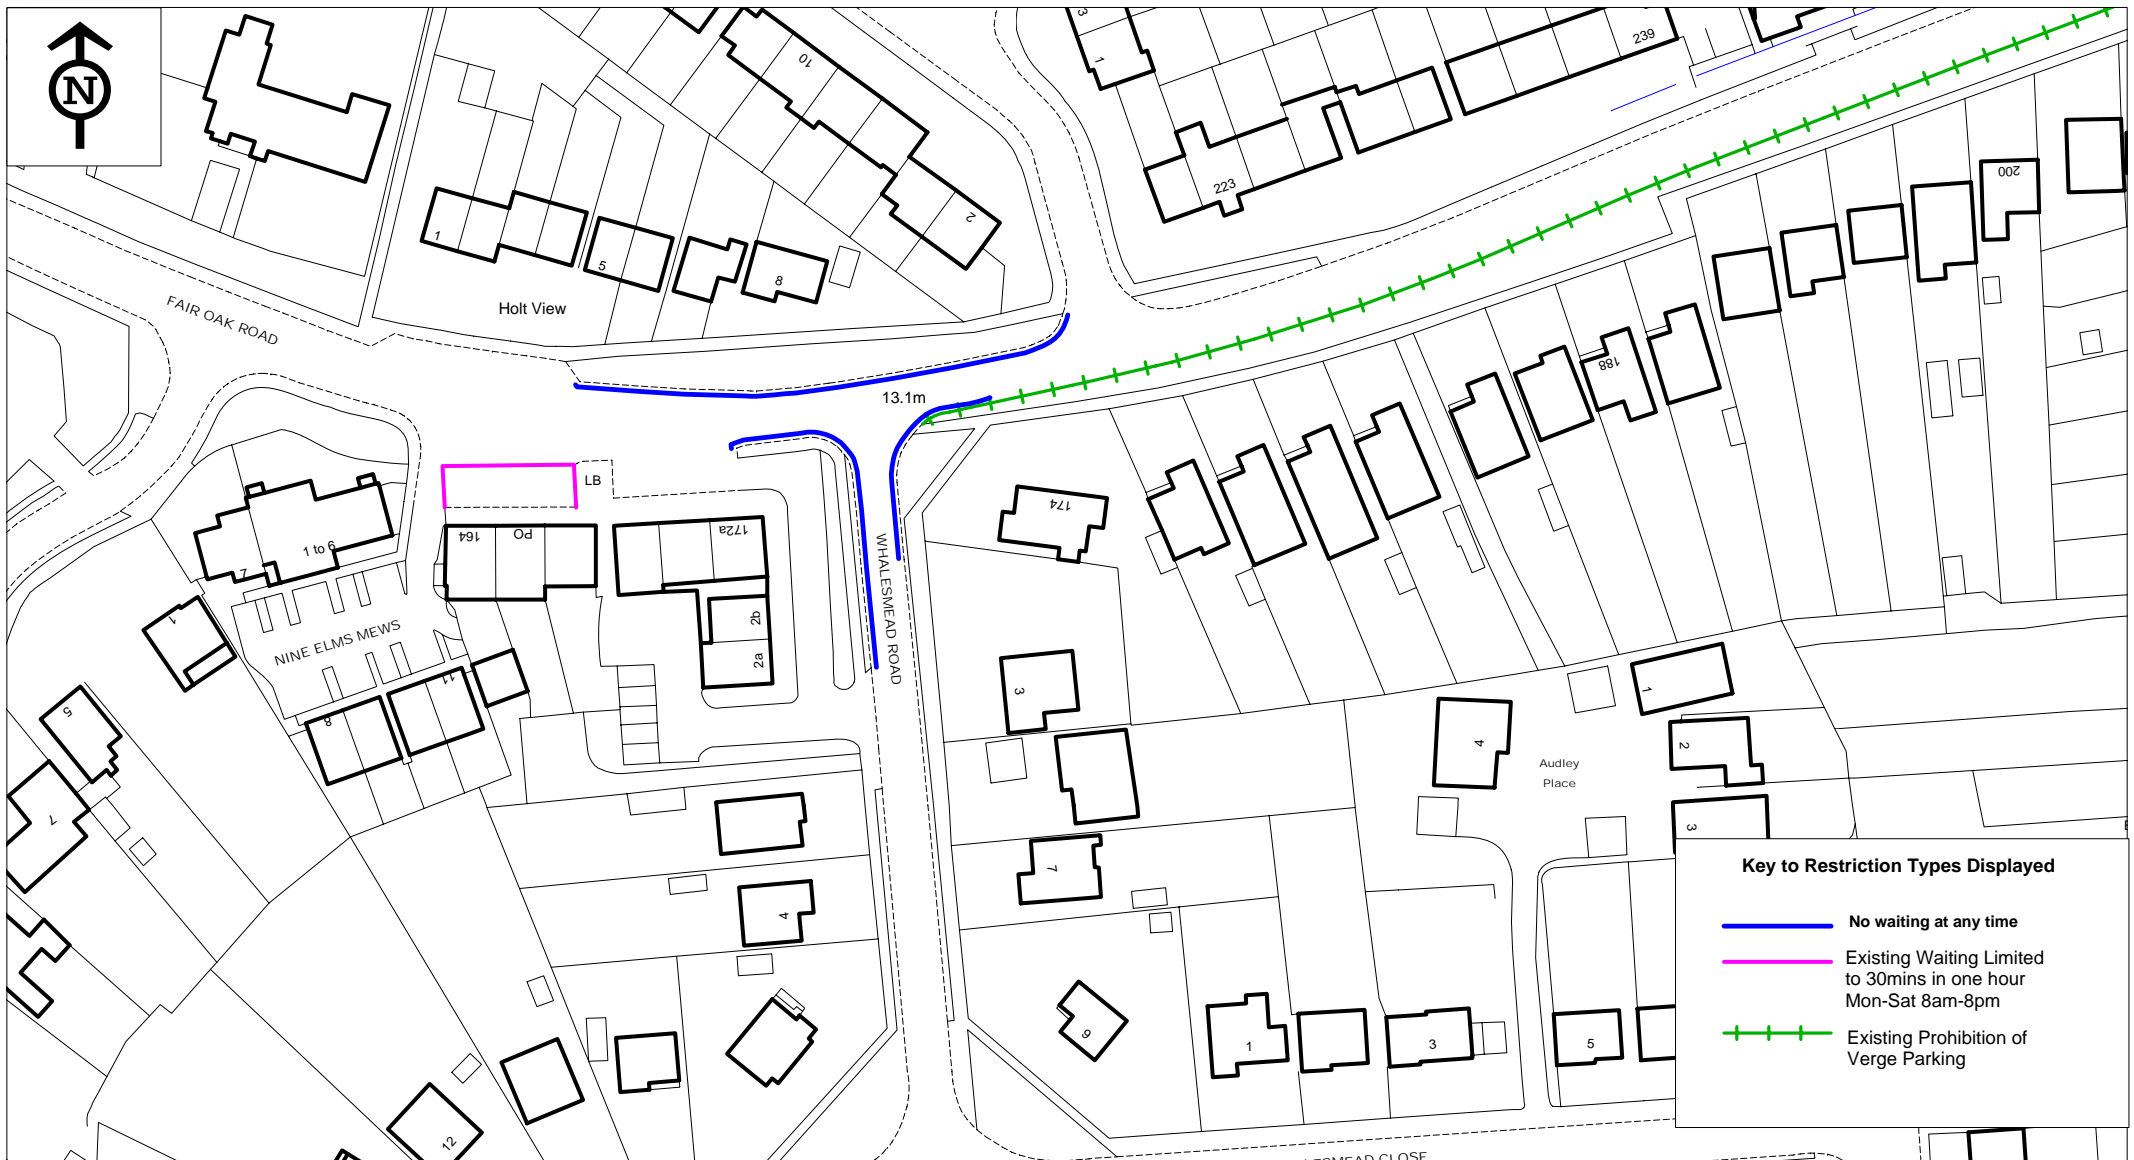 N
3
1
239
10
223
2
200
1
5
8
Holt View
FAIR OAK ROAD
188
13.1m
LB
174
164
PO
172a
1 to 6
7
2b
2a
WHALESMEAD ROAD
1
NINE ELMS MEWS
11
8
5
7
3
4
1
2
Audley
Place
3
7
4
9
1
3
5
12
Key to Restriction Types Displayed
No waiting at any time
Existing Waiting Limited
to 30mins in one hour
Mon-Sat 8am-8pm
Existing Prohibition of
Verge Parking
CLOSE